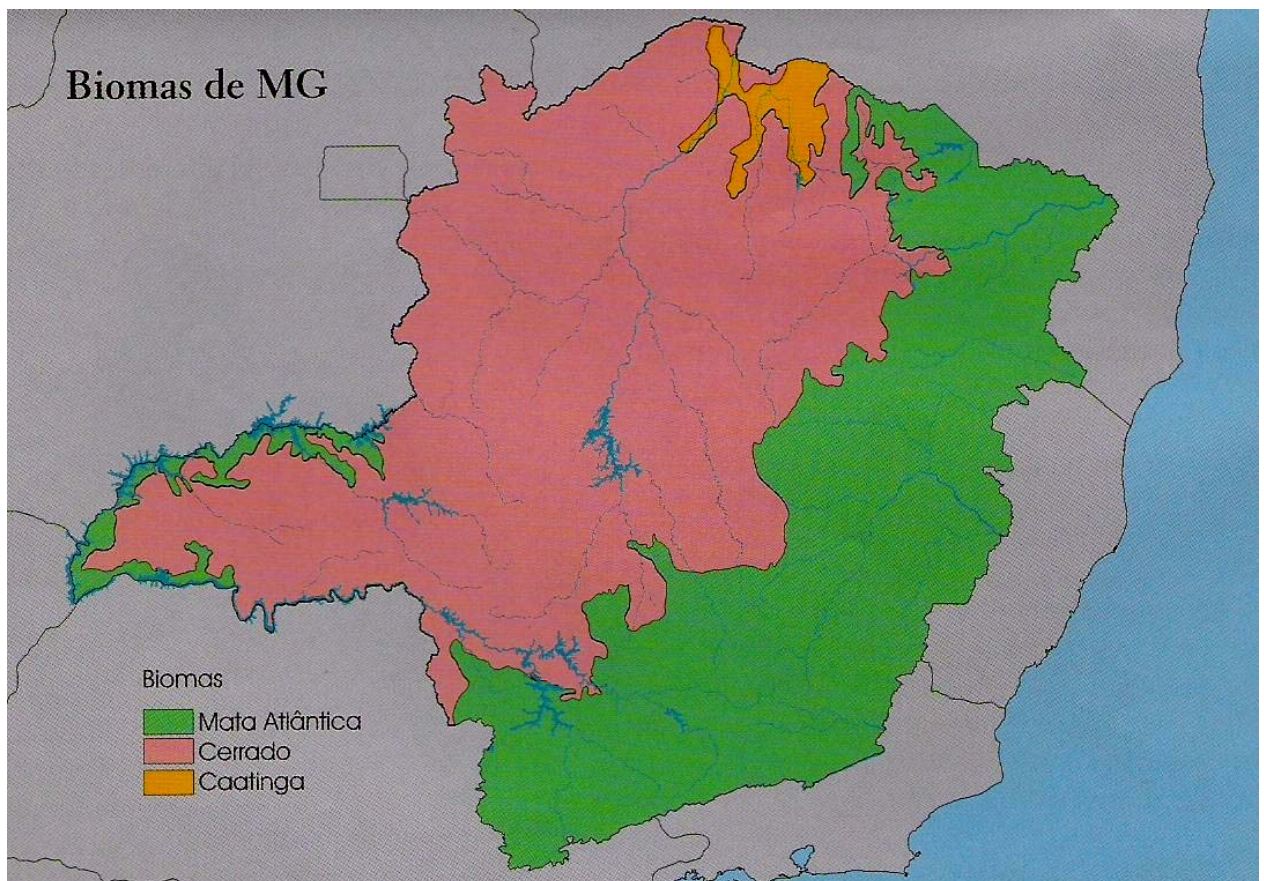 Biomas de MG
Biomas
Mata Atlântica
Cerrado
Caatinga